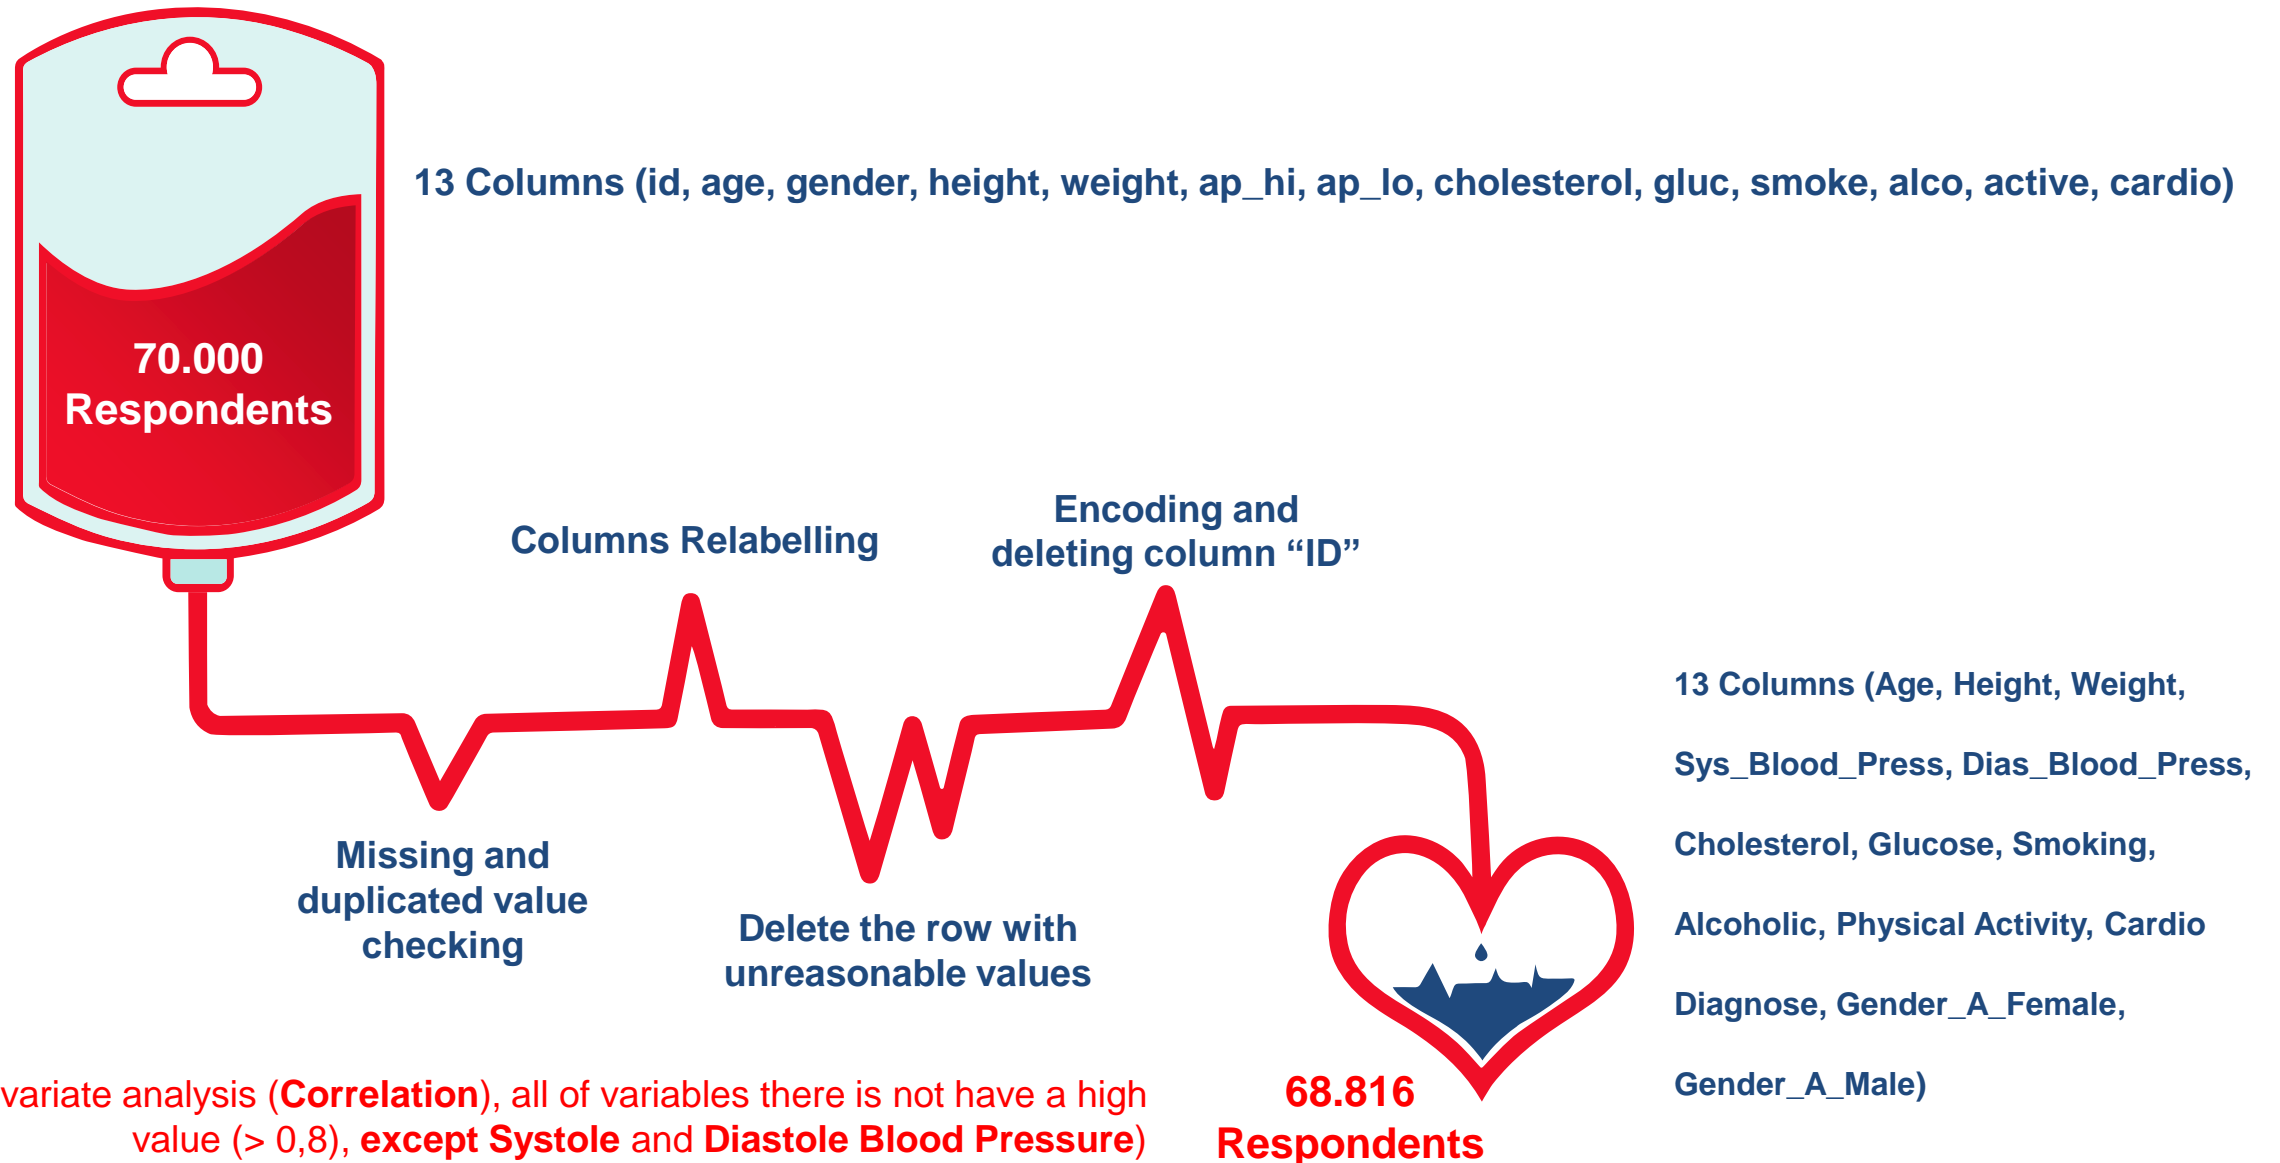 13 Columns (id, age, gender, height, weight, ap_hi, ap_lo, cholesterol, gluc, smoke, alco, active, cardio)
70.000
Respondents
Columns Relabelling
Encoding and
deleting column “ID”
Missing and
duplicated value
checking
Delete the row with
unreasonable values
13 Columns (Age, Height, Weight,
Sys_Blood_Press, Dias_Blood_Press,
Cholesterol, Glucose, Smoking,
Alcoholic, Physical Activity, Cardio
Diagnose, Gender_A_Female,
Gender_A_Male)
variate analysis (Correlation), all of variables there is not have a high
value (> 0,8), except Systole and Diastole Blood Pressure)
68.816
Respondents